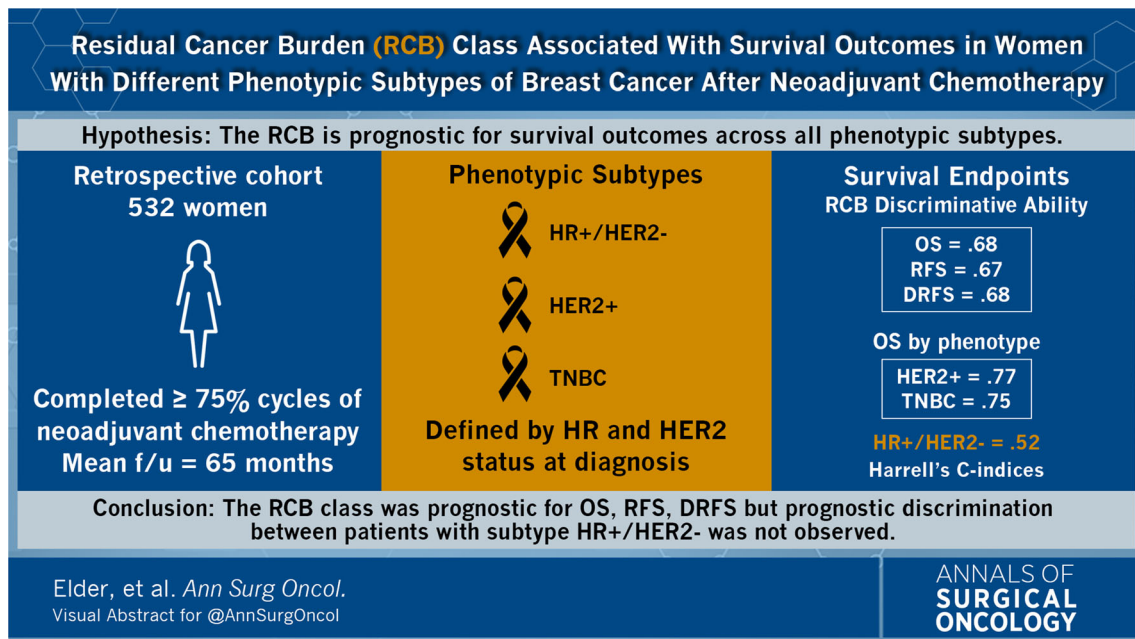 Residual Cancer Burden (RCB) Class Associated With Survival Outcomes in Women
With Different Phenotypic Subtypes of Breast Cancer After Neoadjuvant Chemotherapy
Hypothesis: The RCB is prognostic for survival outcomes across all phenotypic subtypes.
Retrospective cohort
532 women
Completed ≥ 75% cycles of
neoadjuvant chemotherapy
Mean f/u = 65 months
Phenotypic Subtypes
HR+/HER2-
HER2+
TNBC
Defined by HR and HER2
status at diagnosis
Survival Endpoints
RCB Discriminative Ability
OS = .68
RFS = .67
DRFS = .68
OS by phenotype
HER2+ = .77
TNBC = .75
HR+/HER2- = .52
Harrell's C-indices
Conclusion: The RCB class was prognostic for OS, RFS, DRFS but prognostic discrimination
between patients with subtype HR+/HER2- was not observed.
Elder, et al. Ann Surg Oncol.
Visual Abstract for @AnnSurgOncol
ANNALS OF
SURGICAL
ONCOLOGY